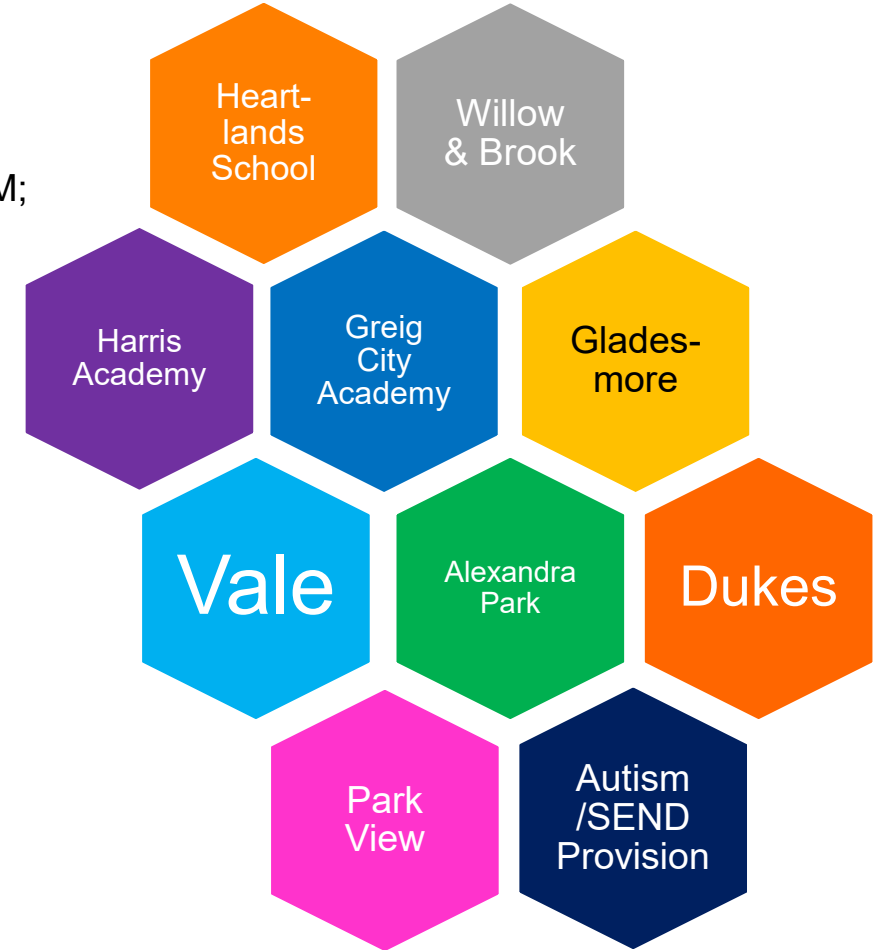 Heart-
lands
School
Willow
& Brook
M;
Harris
Academy
Greig
City
Academy
Glades-
more
Vale
Alexandra
Park
Dukes
Park
View
Autism
/SEND
Provision